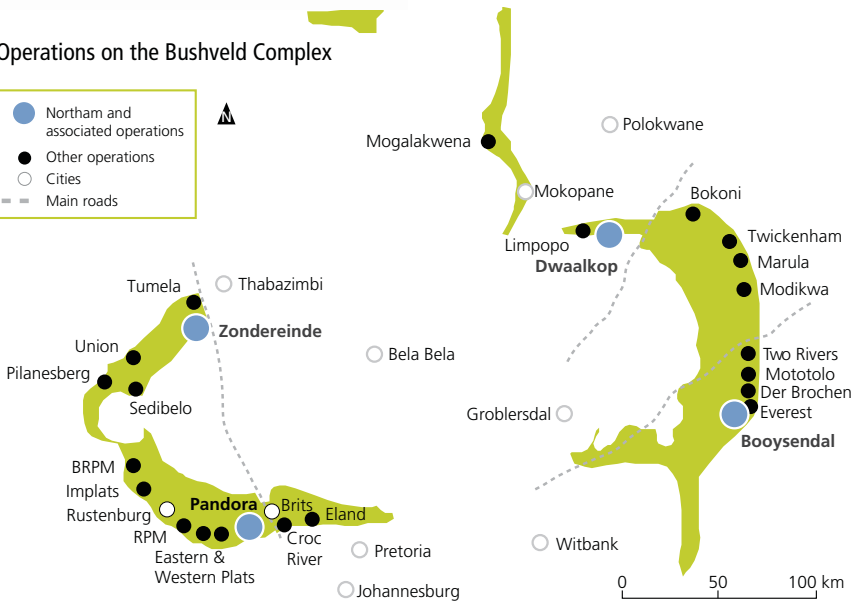 Operations on the Bushveld Complex
Northam and
associated operations
Other operations
Cities
Main roads
N
Mogalakwena
Polokwane
Mokopane
Bokoni
Limpopo
Dwaalkop
Twickenham
Marula
Modikwa
Tumela
Thabazimbi
Zondereinde
Union
Bela Bela
Two Rivers
Pilanesberg
Mototolo
Der Brochen
Sedibelo
Groblersdal
Everest
Booysendal
BRPM
Implats
Rustenburg
Pandora
Brits
Eland
RPM
Croc
River
Eastern &
Western Plats
Pretoria
Witbank
Johannesburg
0 50 100 km